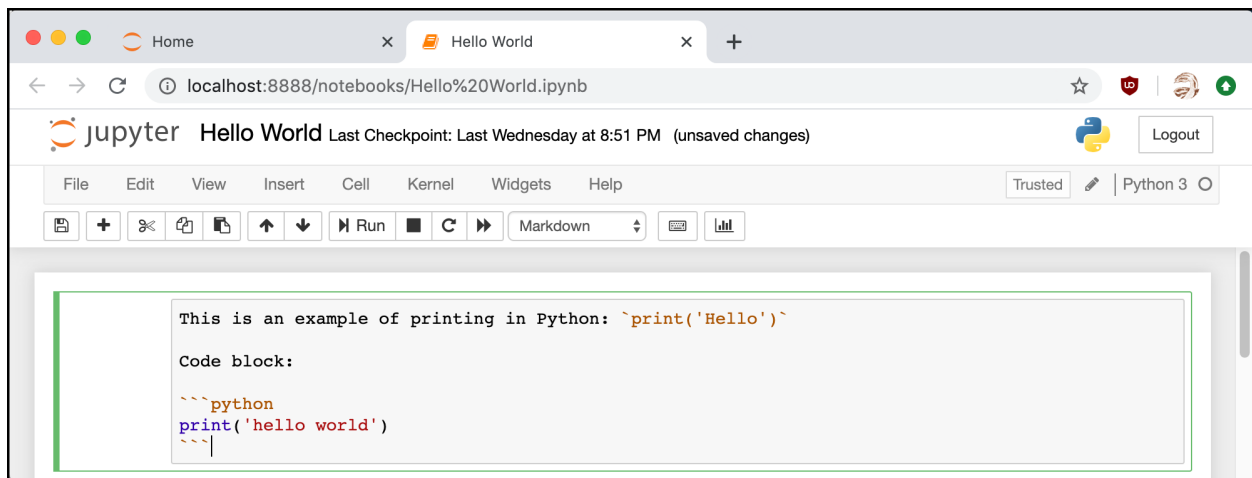 Home
Hello World
localhost:8888/notebooks/Hello%20World.ipynb
jupyter Hello World Last Checkpoint: Last Wednesday at 8:51 PM (unsaved changes)
Logout
File Edit View Insert Cell Kernel Widgets Help
Trusted
Python 3
Run
Markdown
This is an example of printing in Python: `print('Hello')`
Code block:
```python
print('hello world')
```